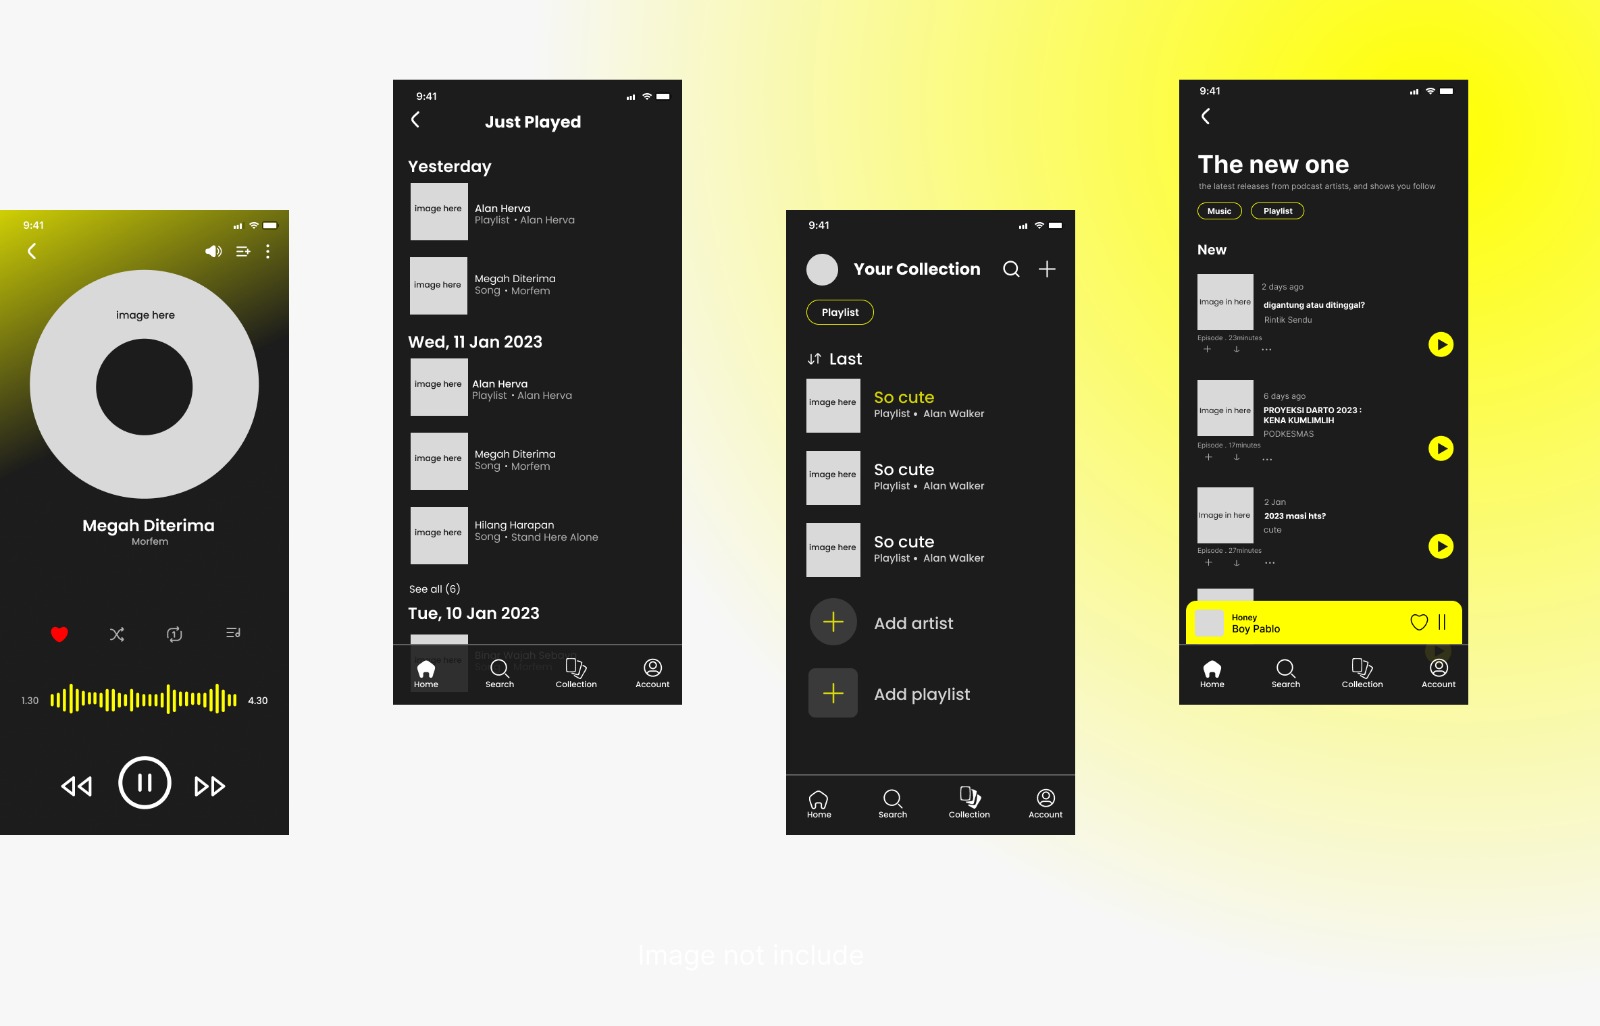 9:41
image here
Megah Diterima
Morfem
1.30
4.30
9:41
Just Played
Yesterday
image here
Alan Herva
Playlist • Alan Herva
image here
Megah Diterima
Song • Morfem
Wed, 11 Jan 2023
image here
Alan Herva
Playlist • Alan Herva
image here
Megah Diterima
Song • Morfem
image here
Hilang Harapan
Song • Stand Here Alone
See all (6)
Tue, 10 Jan 2023
image here
Binar Wajah Sebaya
Song • Morfem
Home
Search
Collection
Account
9:41
Your Collection
Playlist
Last
image here
So cute
Playlist • Alan Walker
image here
So cute
Playlist • Alan Walker
image here
So cute
Playlist • Alan Walker
Add artist
Add playlist
Home
Search
Collection
Account
9:41
The new one
the latest releases from podcast artists, and shows you follow
Music
Playlist
New
Image in here
2 days ago
digantung atau ditinggal?
Rintik Sendu
Episode . 23minutes
Image in here
6 days ago
PROYEKSI DARTO 2023 :
KENA KUMLIMLIH
PODKESMAS
Episode . 17minutes
Image in here
2 Jan
2023 masi hts?
cute
Episode . 27minutes
Honey
Boy Pablo
Home
Search
Collection
Account
Image not include